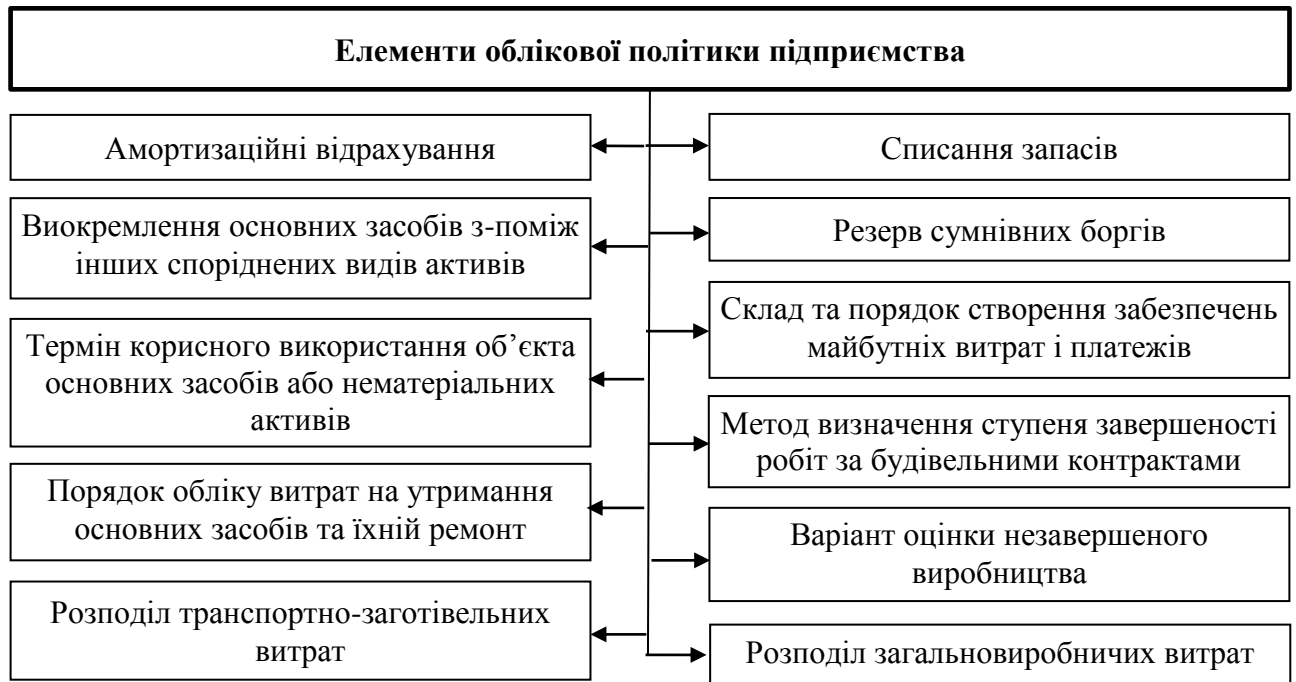 Елементи облікової політики підприємства
Амортизаційні відрахування
Списання запасів
Виокремлення основних засобів з-поміж
інших споріднених видів активів
Резерв сумнівних боргів
Термін корисного використання об’єкта
основних засобів або нематеріальних
активів
Склад та порядок створення забезпечень
майбутніх витрат і платежів
Порядок обліку витрат на утримання
основних засобів та їхній ремонт
Метод визначення ступеня завершеності
робіт за будівельними контрактами
Варіант оцінки незавершеного
виробництва
Розподіл транспортно-заготівельних
витрат
Розподіл загальновиробничих витрат